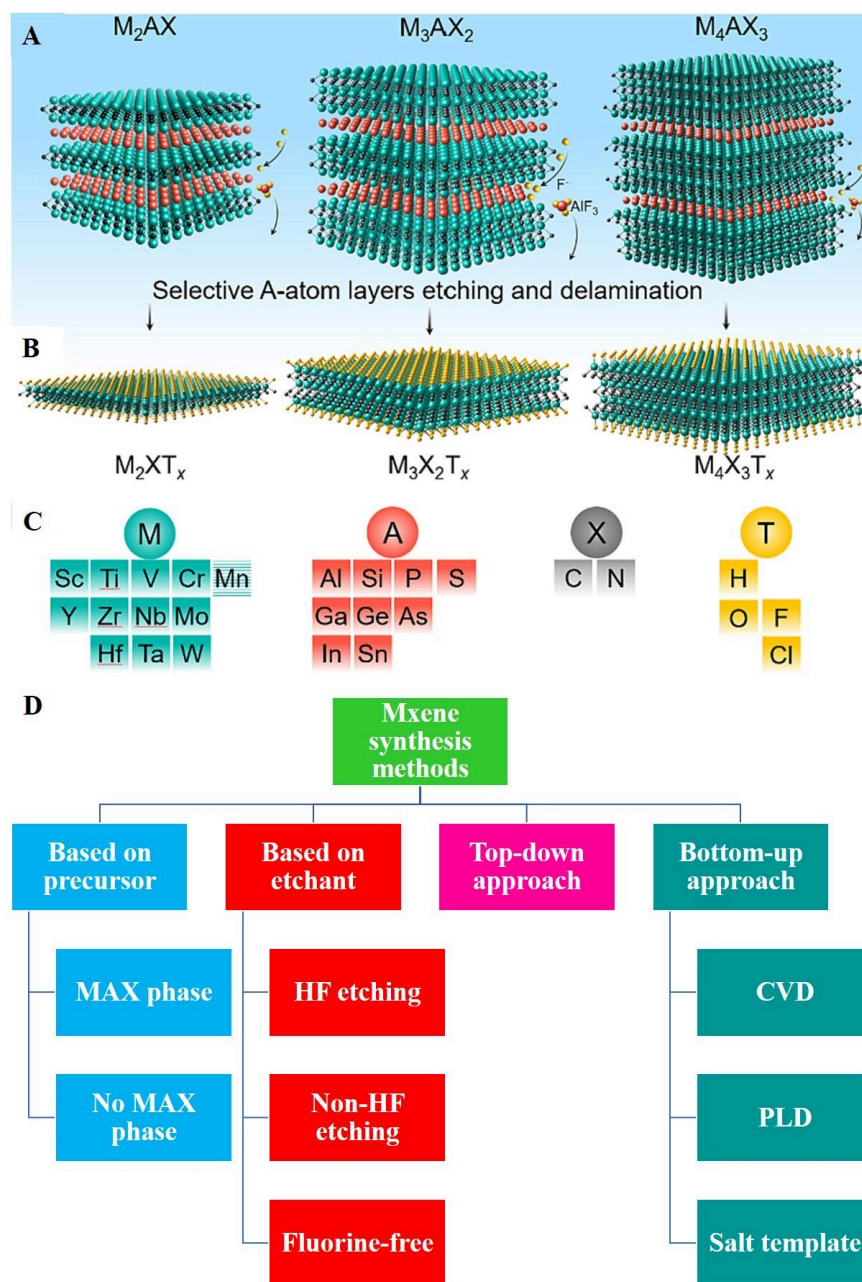 A
M₂AX M₃AX₂ M₄AX₃
F⁻
AlF₃
Selective A-atom layers etching and delamination
B
M₂XTₓ M₃X₂Tₓ M₄X₃Tₓ
C
M A X T
Sc Ti V Cr Mn Al Si P S C N H
Y Zr Nb Mo Ga Ge As O F
Hf Ta W In Sn Cl
D
Mxene
synthesis
methods
Based on
precursor
Based on
etchant
Top-down
approach
Bottom-up
approach
MAX phase
HF etching
CVD
No MAX
phase
Non-HF
etching
PLD
Fluorine-free
Salt template